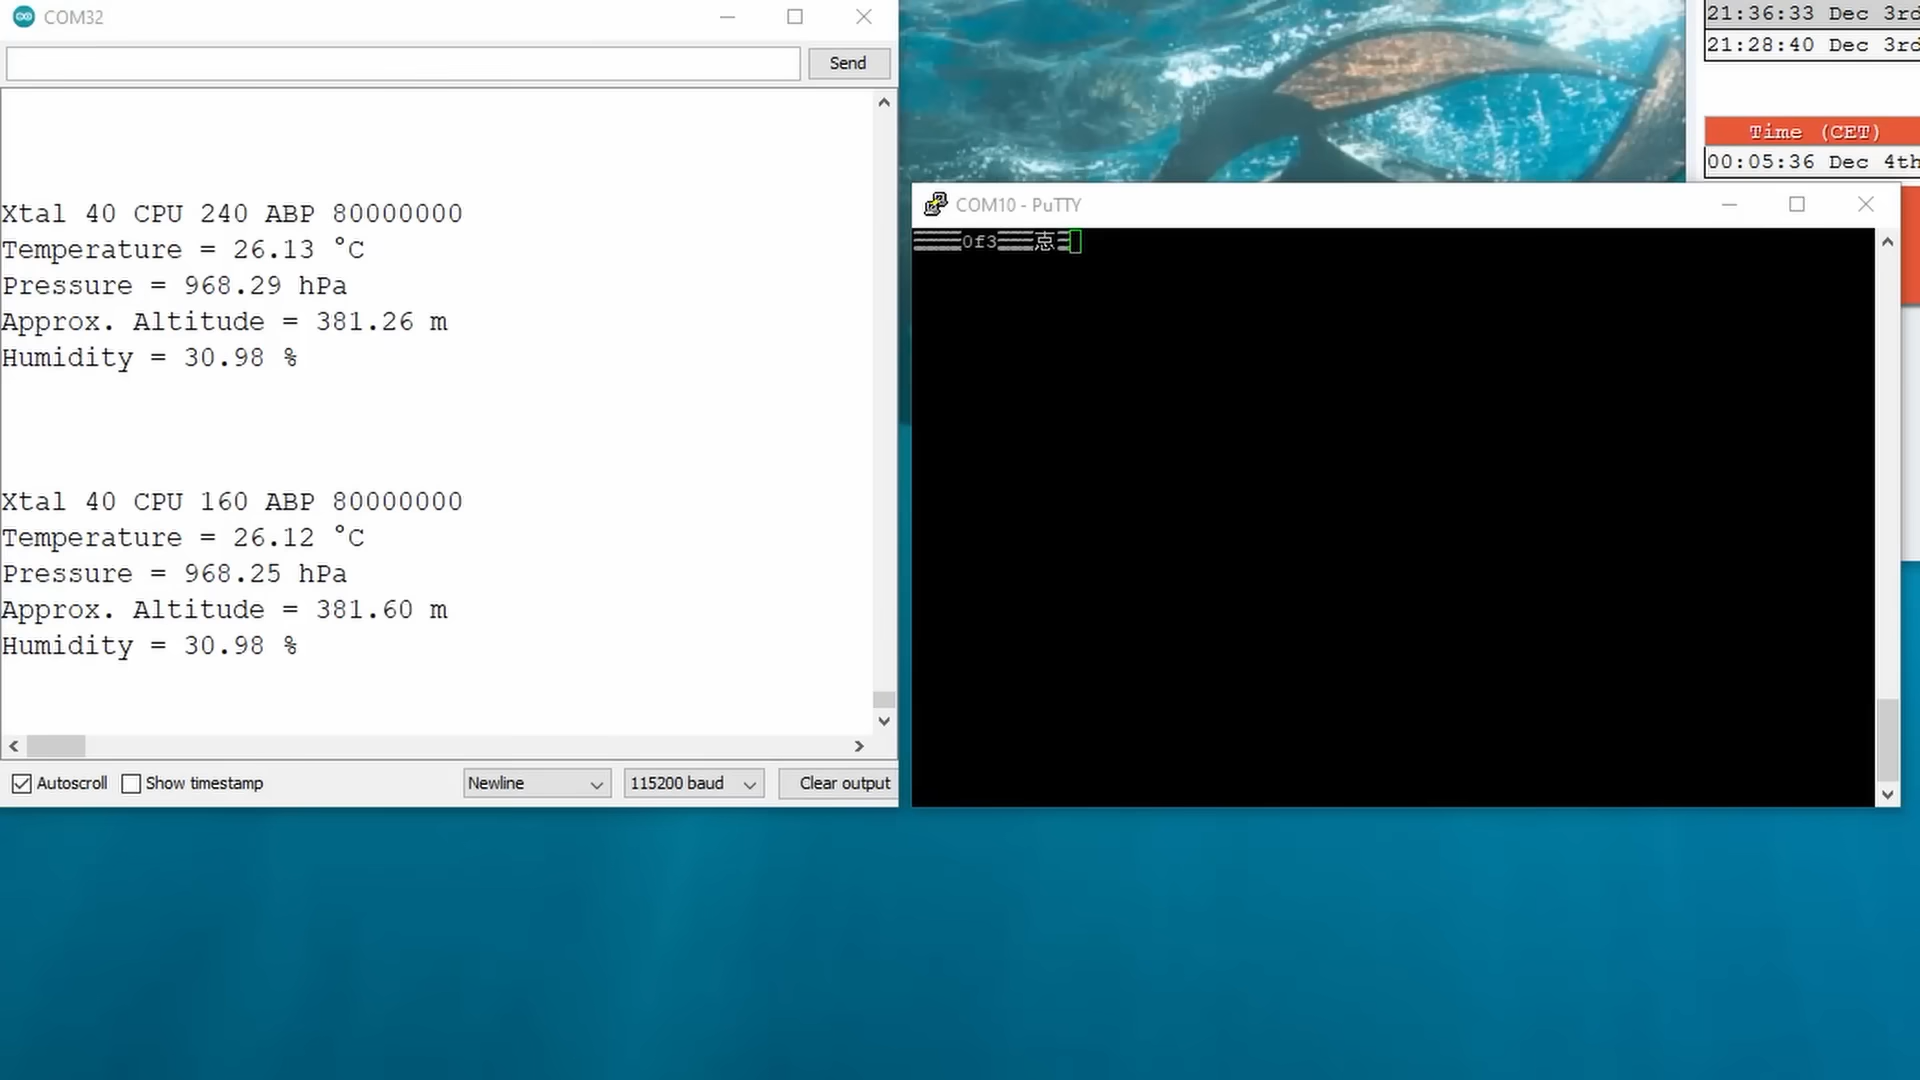 COM32
Send
Xtal 40 CPU 240 ABP 80000000
Temperature = 26.13 °C
Pressure = 968.29 hPa
Approx. Altitude = 381.26 m
Humidity = 30.98 %
Xtal 40 CPU 160 ABP 80000000
Temperature = 26.12 °C
Pressure = 968.25 hPa
Approx. Altitude = 381.60 m
Humidity = 30.98 %
Autoscroll
Show timestamp
Newline
115200 baud
Clear output
21:36:33 Dec 3rd
21:28:40 Dec 3rd
Time (CET)
00:05:36 Dec 4th
COM10 - PuTTY
0f3